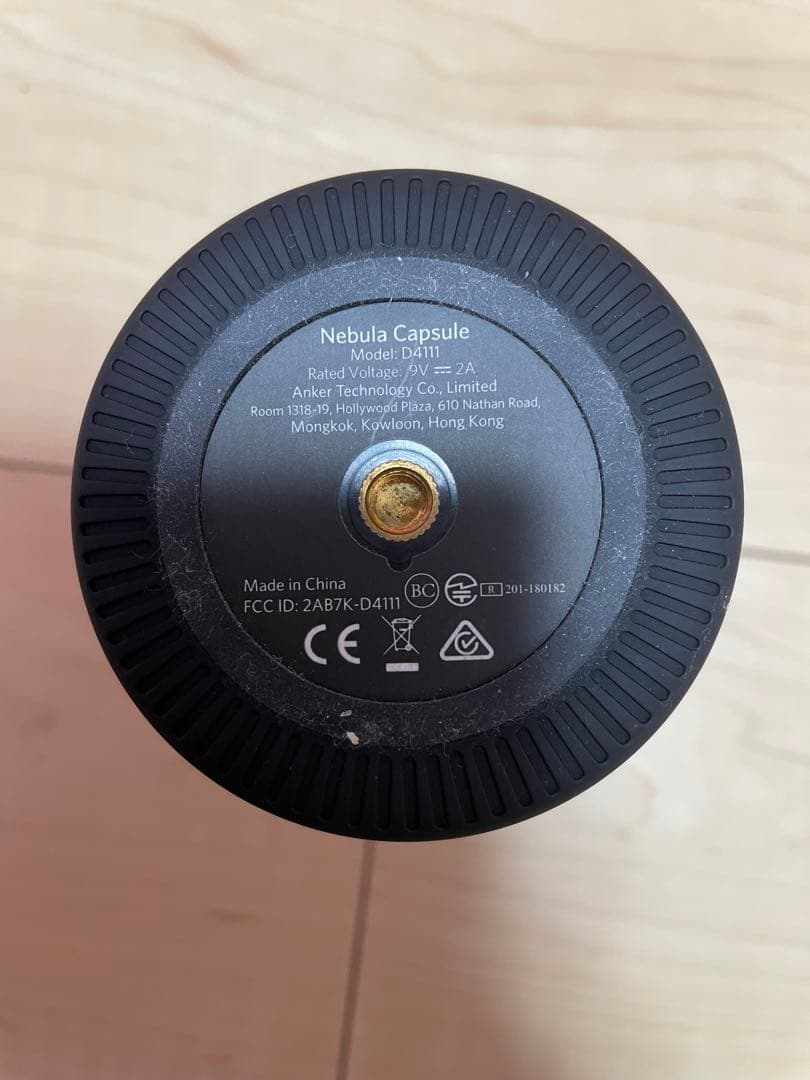 Nebula Capsule
Model: D4111
Rated Voltage: 9V ⎓ 2A
Anker Technology Co., Limited
Room 1318-19, Hollywood Plaza, 610 Nathan Road,
Mongkok, Kowloon, Hong Kong
Made in China
FCC ID: 2AB7K-D4111 BC R 201-180182
CE